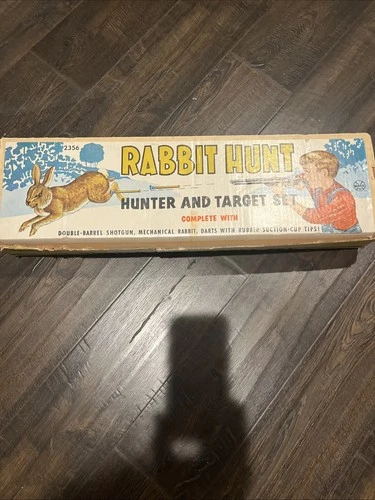 2356
RABBIT HUNT
HUNTER AND TARGET SET
COMPLETE WITH
DOUBLE-BARREL SHOTGUN, MECHANICAL RABBIT, DARTS WITH RUBBER SUCTION-CUP TIPS!